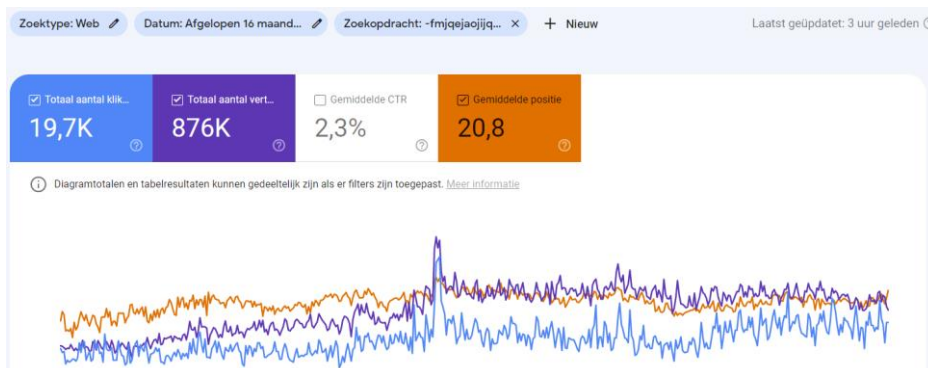 Zoektype: Web Datum: Afgelopen 16 maand... Zoekopdracht: -fmjqejaojijq... × + Nieuw Laatst geüpdatet: 3 uur geleden
Totaal aantal klik... Totaal aantal vert... Gemiddelde CTR Gemiddelde positie
19,7K 876K 2,3% 20,8
Diagramtotalen en tabelresultaten kunnen gedeeltelijk zijn als er filters zijn toegepast. Meer informatie